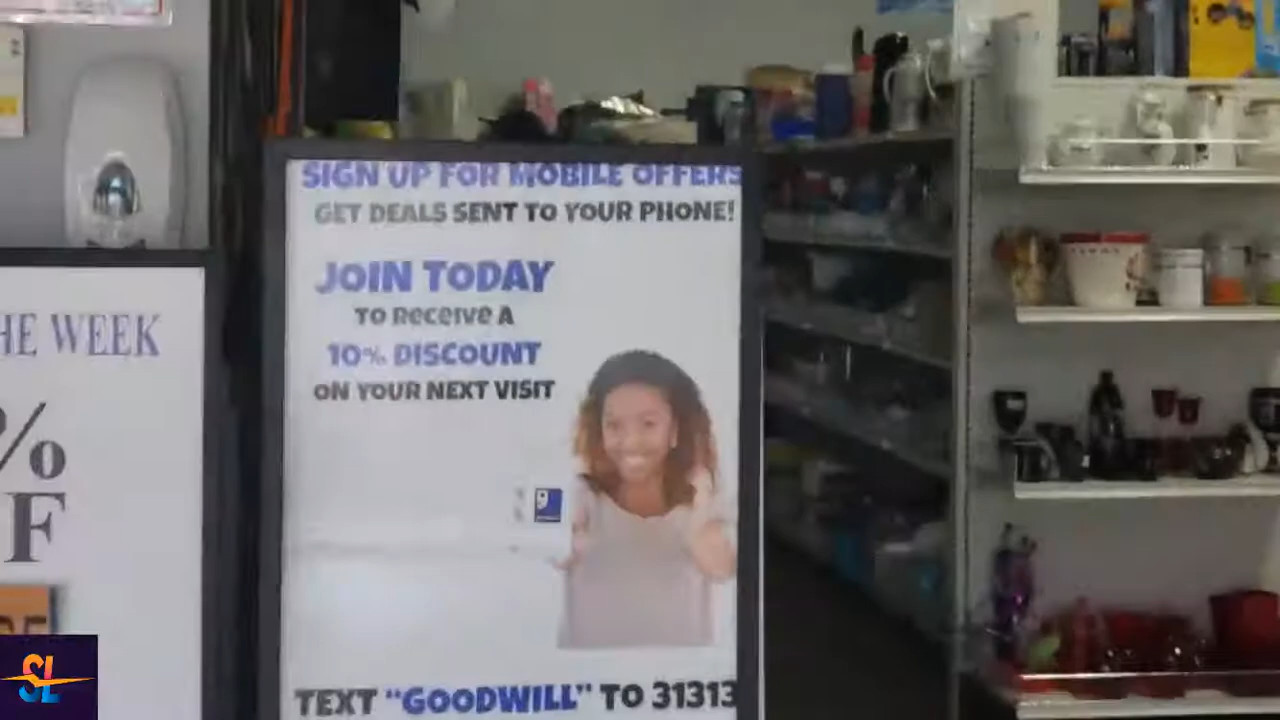 SIGN UP FOR MOBILE OFFERS
GET DEALS SENT TO YOUR PHONE!
JOIN TODAY
TO RECEIVE A
10% DISCOUNT
ON YOUR NEXT VISIT
TEXT "GOODWILL" TO 31313
HE WEEK
%
F
SL